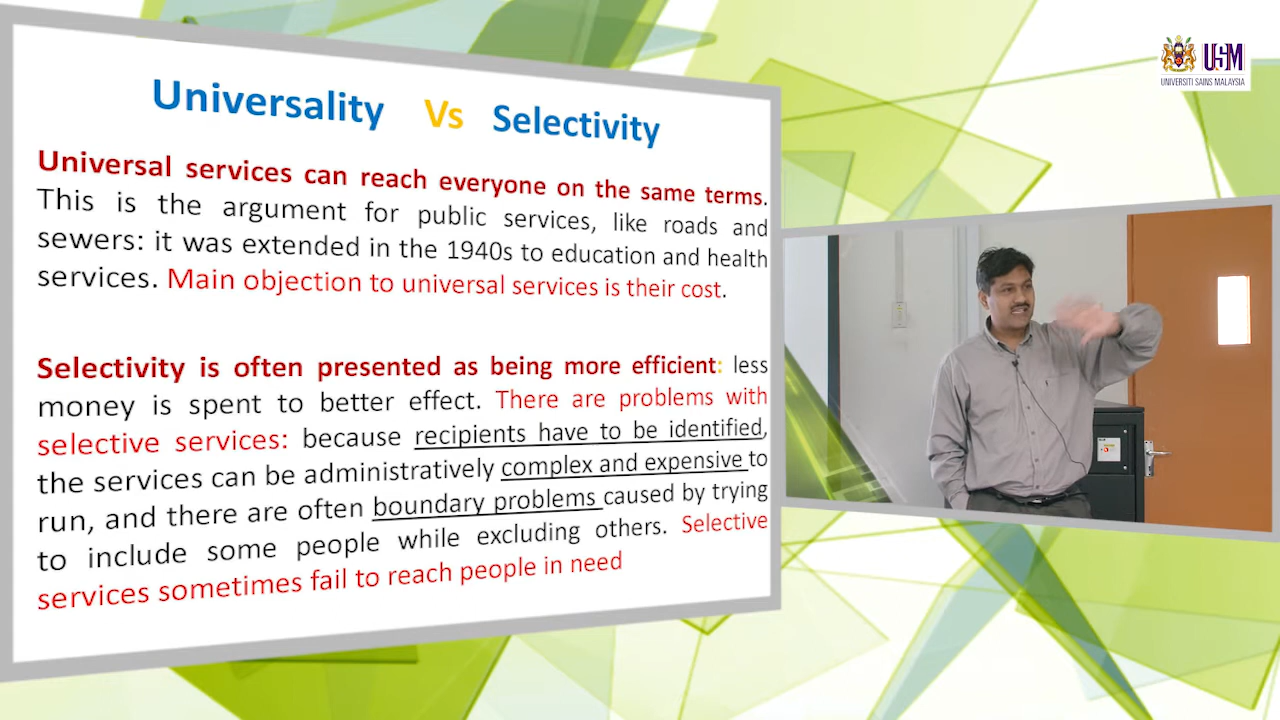 USM
UNIVERSITI SAINS MALAYSIA
Universality Vs Selectivity
Universal services can reach everyone on the same terms.
This is the argument for public services, like roads and
sewers: it was extended in the 1940s to education and health
services. Main objection to universal services is their cost.
Selectivity is often presented as being more efficient: less
money is spent to better effect. There are problems with
selective services: because recipients have to be identified,
the services can be administratively complex and expensive to
run, and there are often boundary problems caused by trying
to include some people while excluding others. Selective
services sometimes fail to reach people in need